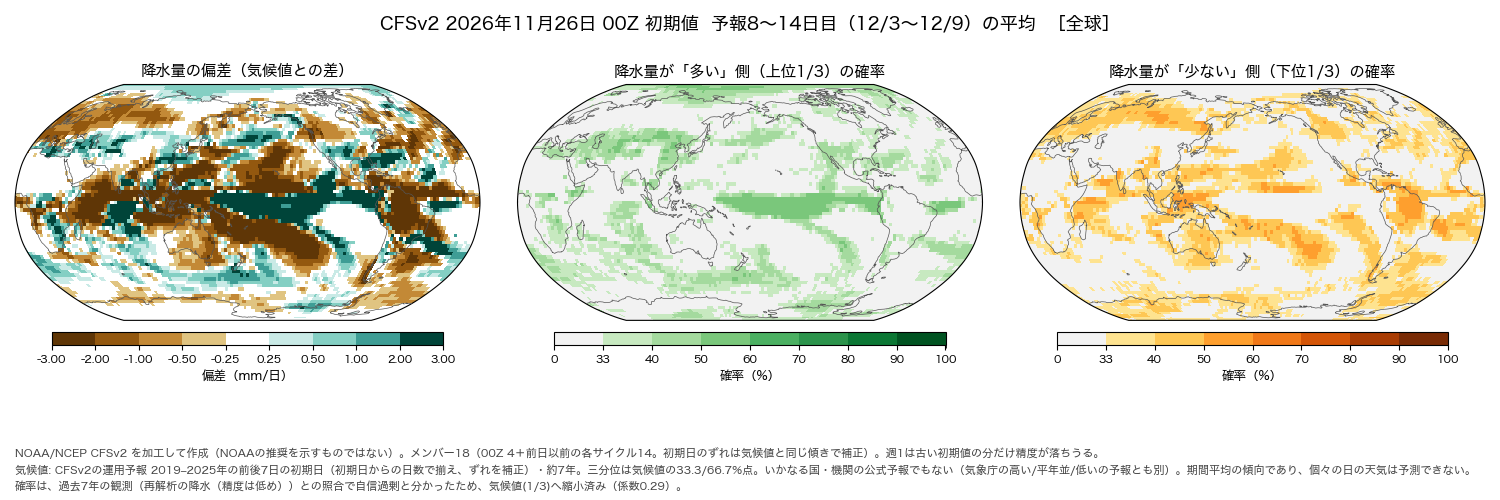 CFSv2 2026年11月26日 00Z 初期値 予報8～14日目（12/3～12/9）の平均 ［全球］
降水量の偏差（気候値との差）
降水量が「多い」側（上位1/3）の確率
降水量が「少ない」側（下位1/3）の確率
-3.00 -2.00 -1.00 -0.50 -0.25 0.25 0.50 1.00 2.00 3.00
偏差（mm/日）
0 33 40 50 60 70 80 90 100
確率（%）
0 33 40 50 60 70 80 90 100
確率（%）
NOAA/NCEP CFSv2 を加工して作成（NOAAの推奨を示すものではない）。メンバー18（00Z 4＋前日以前の各サイクル14。初期日のずれは気候値と同じ傾きで補正）。週1は古い初期値の分だけ精度が落ちうる。
気候値: CFSv2の運用予報 2019–2025年の前後7日の初期日（初期日からの日数で揃え、ずれを補正）・約7年。三分位は気候値の33.3/66.7%点。いかなる国・機関の公式予報でもない（気象庁の高い/平年並/低いの予報とも別）。期間平均の傾向であり、個々の日の天気は予測できない。
確率は、過去7年の観測（再解析の降水（精度は低め））との照合で自信過剰と分かったため、気候値(1/3)へ縮小済み（係数0.29）。